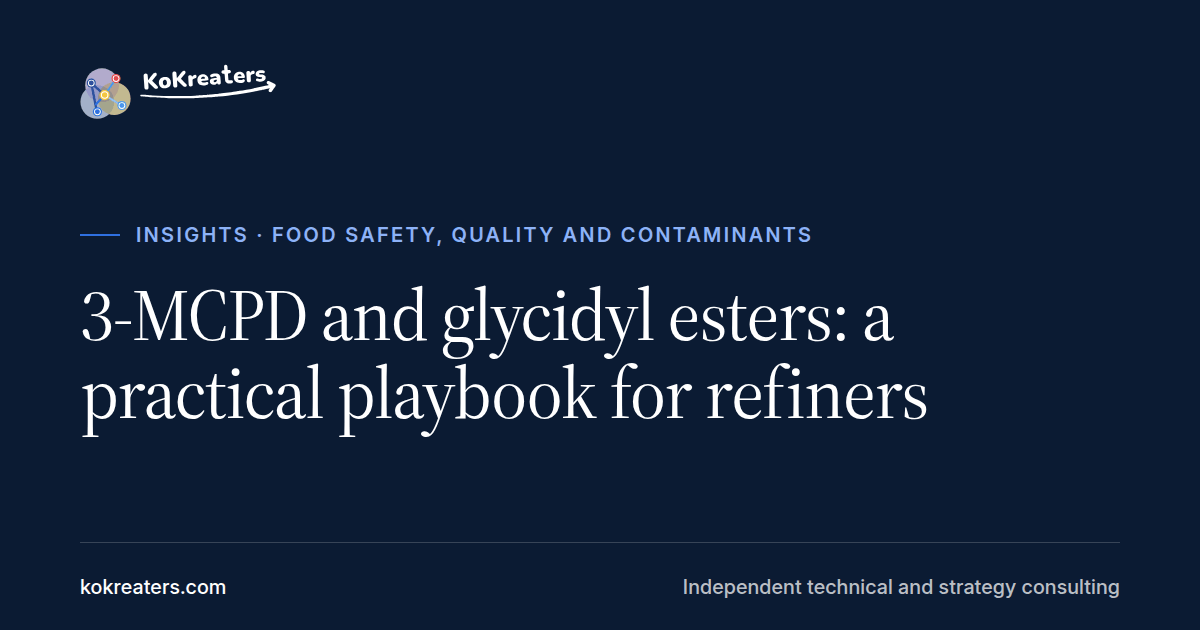 KoKreaters
INSIGHTS · FOOD SAFETY, QUALITY AND CONTAMINANTS
3-MCPD and glycidyl esters: a
practical playbook for refiners
kokreaters.com
Independent technical and strategy consulting